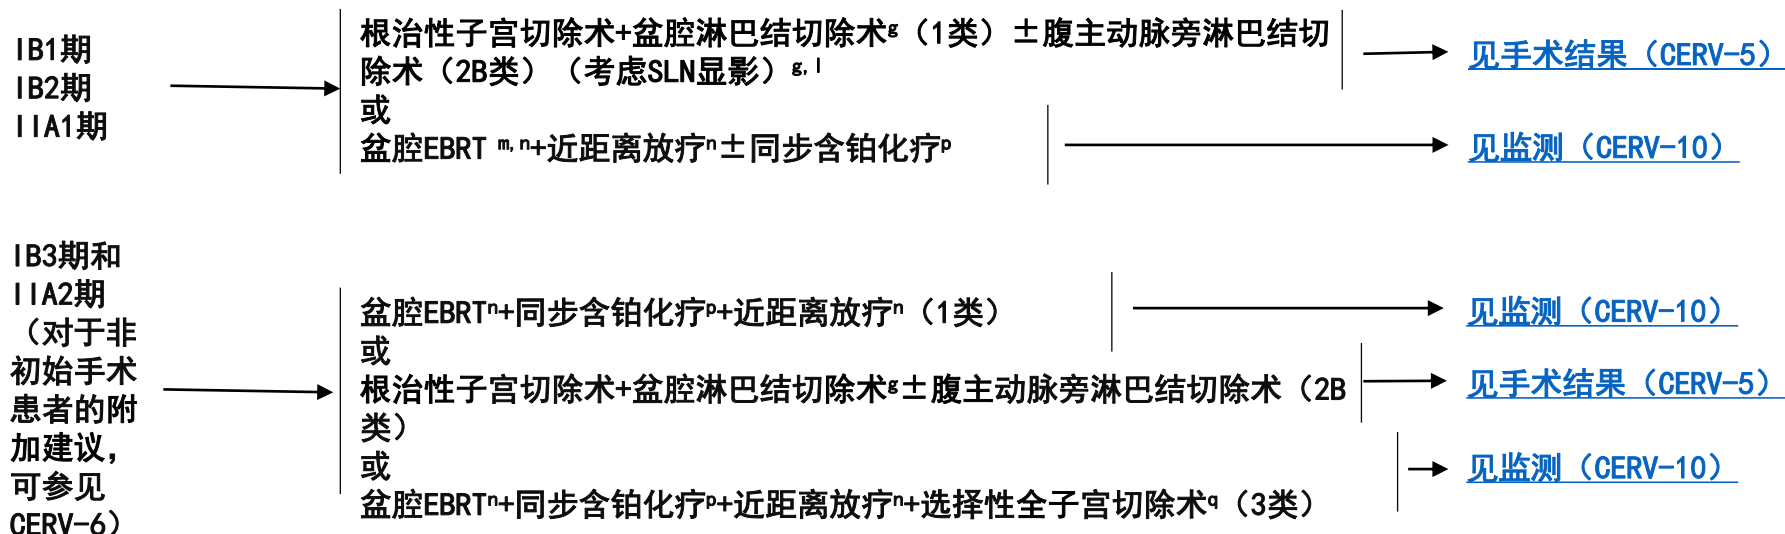 IB1期
IB2期
IIA1期
根治性子宫切除术+盆腔淋巴结切除术g（1类）±腹主动脉旁淋巴结切
除术（2B类）（考虑SLN显影）g,l
或
盆腔EBRT m,n+近距离放疗n±同步含铂化疗p
见手术结果（CERV-5）
见监测（CERV-10）
IB3期和
IIA2期
（对于非
初始手术
患者的附
加建议，
可参见
CERV-6）
盆腔EBRTn+同步含铂化疗p+近距离放疗n（1类）
或
根治性子宫切除术+盆腔淋巴结切除术g±腹主动脉旁淋巴结切除术（2B
类）
或
盆腔EBRTn+同步含铂化疗p+近距离放疗n+选择性全子宫切除术q（3类）
见监测（CERV-10）
见手术结果（CERV-5）
见监测（CERV-10）